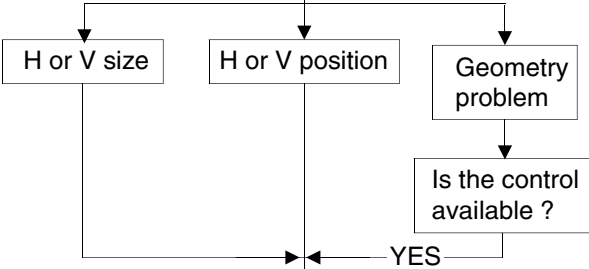 H or V size
H or V position
Geometry
problem
Is the control
available ?
YES